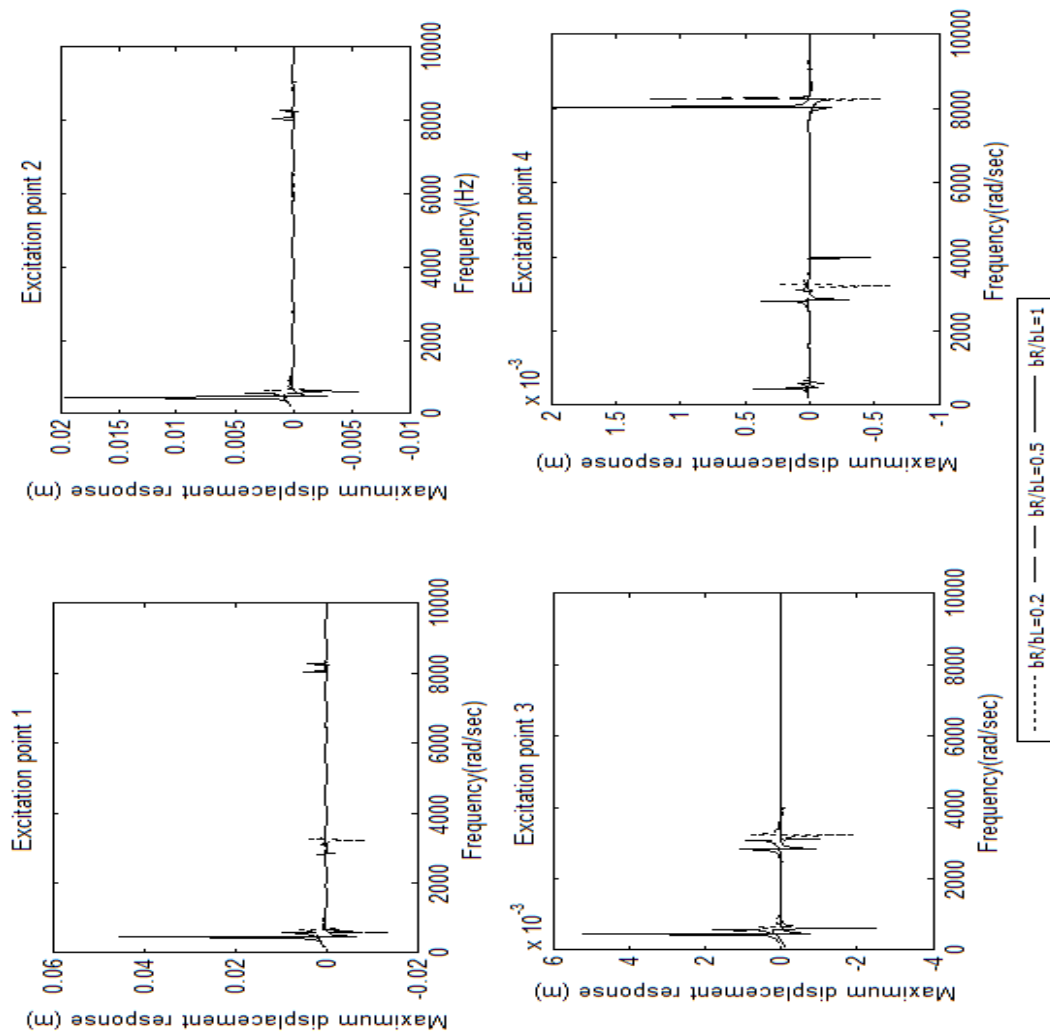 Excitation point 1
0.06
0.04
0.02
0
-0.02
Maximum displacement response (m)
0 2000 4000 6000 8000 10000
Frequency(rad/sec)
Excitation point 2
0.02
0.015
0.01
0.005
0
-0.005
-0.01
Maximum displacement response (m)
0 2000 4000 6000 8000 10000
Frequency(Hz)
Excitation point 3
x 10-3
6
4
2
0
-2
-4
Maximum displacement response (m)
0 2000 4000 6000 8000 10000
Frequency(rad/sec)
Excitation point 4
x 10-3
2
1.5
1
0.5
0
-0.5
-1
Maximum displacement response (m)
0 2000 4000 6000 8000 10000
Frequency(rad/sec)
bR/bL=0.2 bR/bL=0.5 bR/bL=1